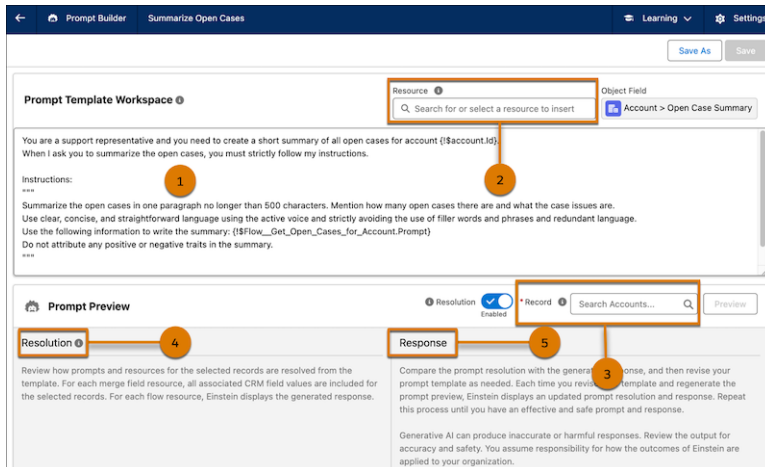 Prompt Builder Summarize Open Cases Learning Settings
Save As Save
Prompt Template Workspace
Resource
Search for or select a resource to insert
Object Field
Account > Open Case Summary
You are a support representative and you need to create a short summary of all open cases for account {!$account.Id}.
When I ask you to summarize the open cases, you must strictly follow my instructions.
Instructions:
"""
Summarize the open cases in one paragraph no longer than 500 characters. Mention how many open cases there are and what the case issues are.
Use clear, concise, and straightforward language using the active voice and strictly avoiding the use of filler words and phrases and redundant language.
Use the following information to write the summary: {!$Flow__Get_Open_Cases_for_Account.Prompt}
Do not attribute any positive or negative traits in the summary.
"""
1
2
Prompt Preview
Resolution
Enabled
* Record
Search Accounts...
Preview
Resolution
4
Response
5
3
Review how prompts and resources for the selected records are resolved from the
template. For each merge field resource, all associated CRM field values are included for
the selected records. For each flow resource, Einstein displays the generated response.
Compare the prompt resolution with the generat response, and then revise your
prompt template as needed. Each time you revis template and regenerate the
prompt preview, Einstein displays an updated prompt resolution and response. Repeat
this process until you have an effective and safe prompt and response.
Generative AI can produce inaccurate or harmful responses. Review the output for
accuracy and safety. You assume responsibility for how the outcomes of Einstein are
applied to your organization.